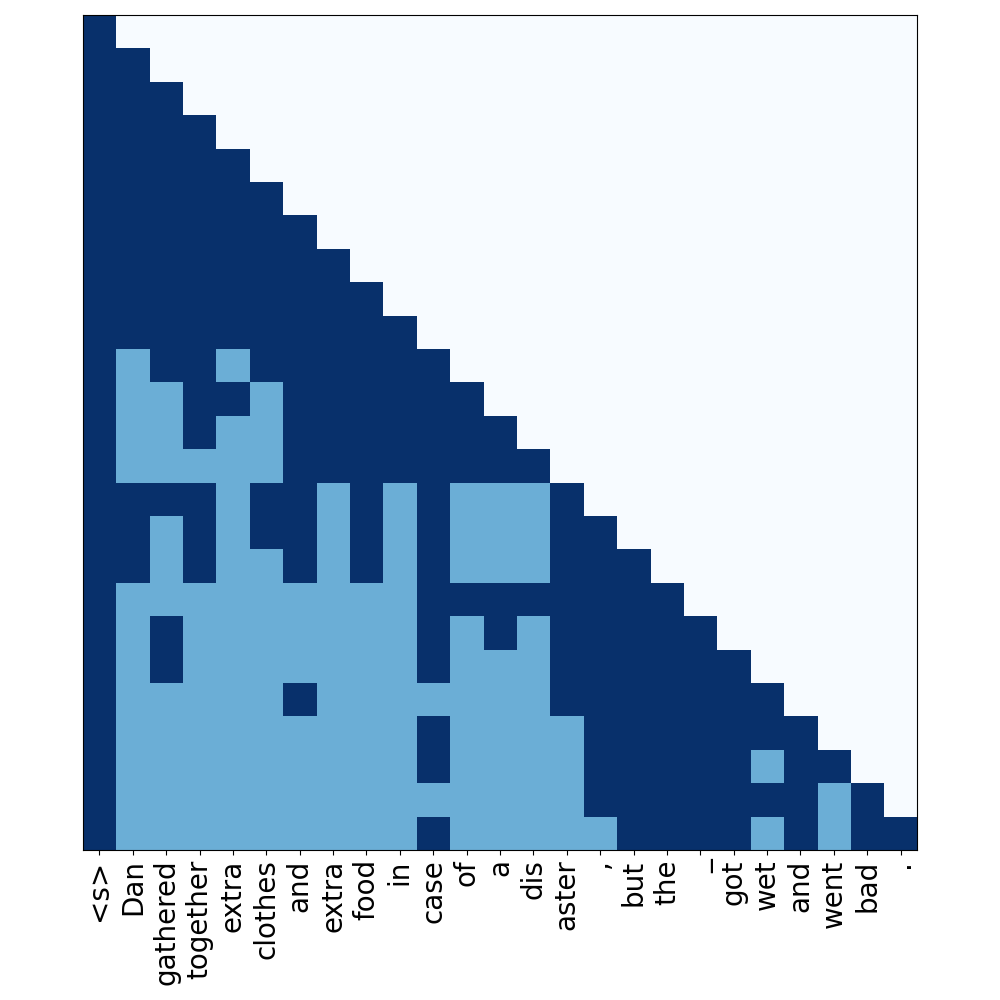 <s>
Dan
gathered
together
extra
clothes
and
extra
food
in
case
of
a
dis
aster
,
but
the
_
got
wet
and
went
bad
.